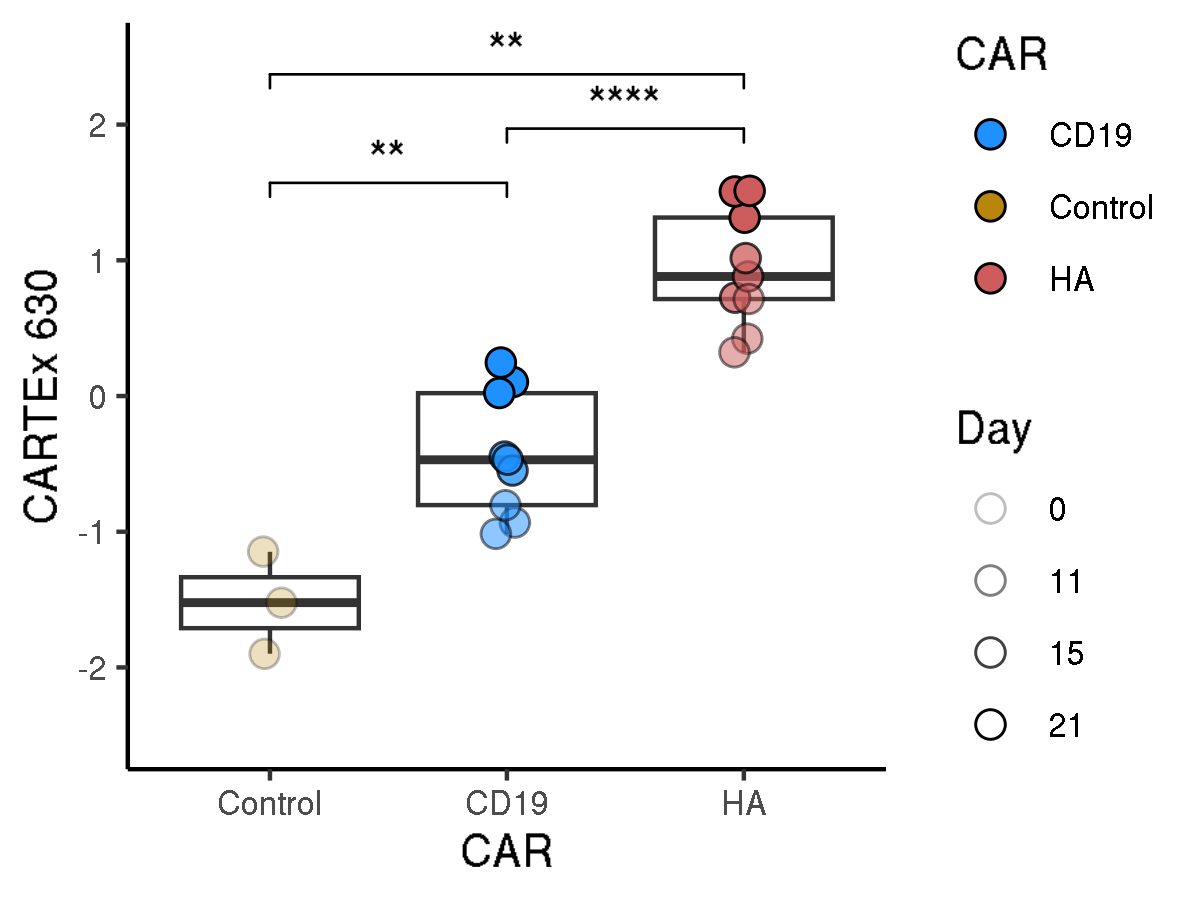 **
****
**
2
1
0
-1
-2
CARTEx 630
Control
CD19
HA
CAR
CAR
CD19
Control
HA
Day
0
11
15
21